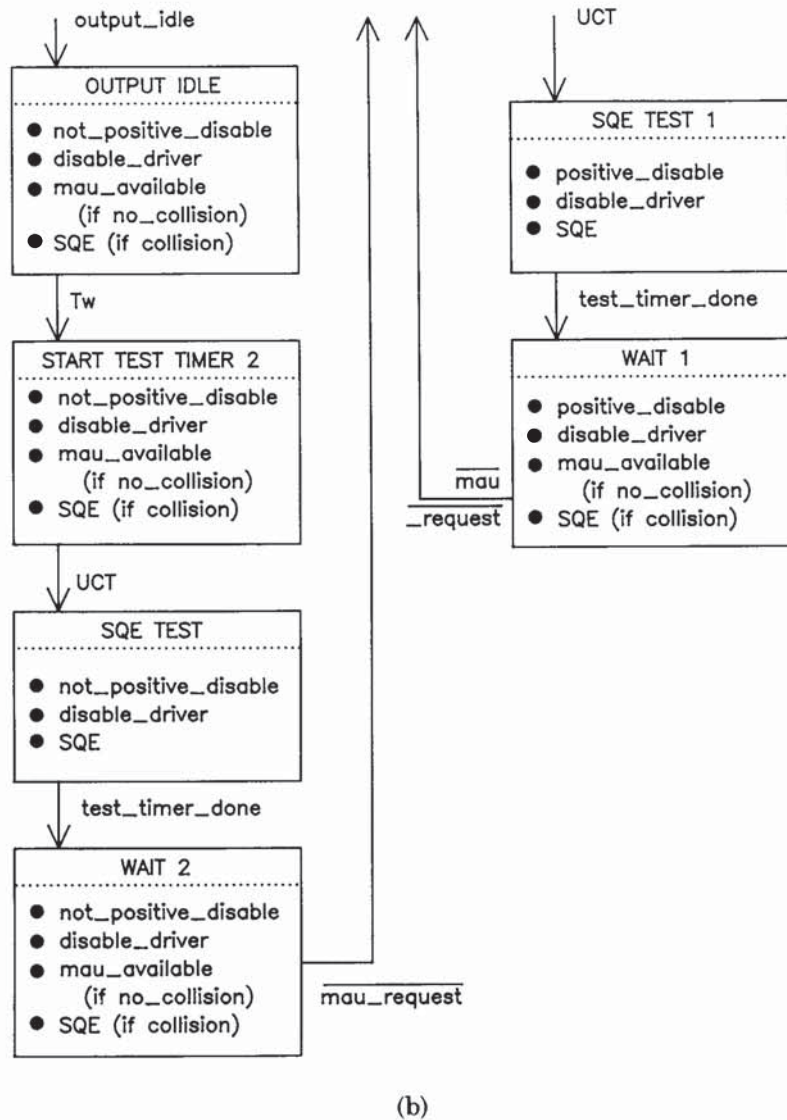 output_idle
OUTPUT IDLE
● not_positive_disable
● disable_driver
● mau_available
(if no_collision)
● SQE (if collision)
Tw
START TEST TIMER 2
● not_positive_disable
● disable_driver
● mau_available
(if no_collision)
● SQE (if collision)
UCT
SQE TEST
● not_positive_disable
● disable_driver
● SQE
test_timer_done
WAIT 2
● not_positive_disable
● disable_driver
● mau_available
(if no_collision)
● SQE (if collision)
mau_request
UCT
SQE TEST 1
● positive_disable
● disable_driver
● SQE
test_timer_done
WAIT 1
● positive_disable
● disable_driver
● mau_available
(if no_collision)
● SQE (if collision)
mau
_request
(b)